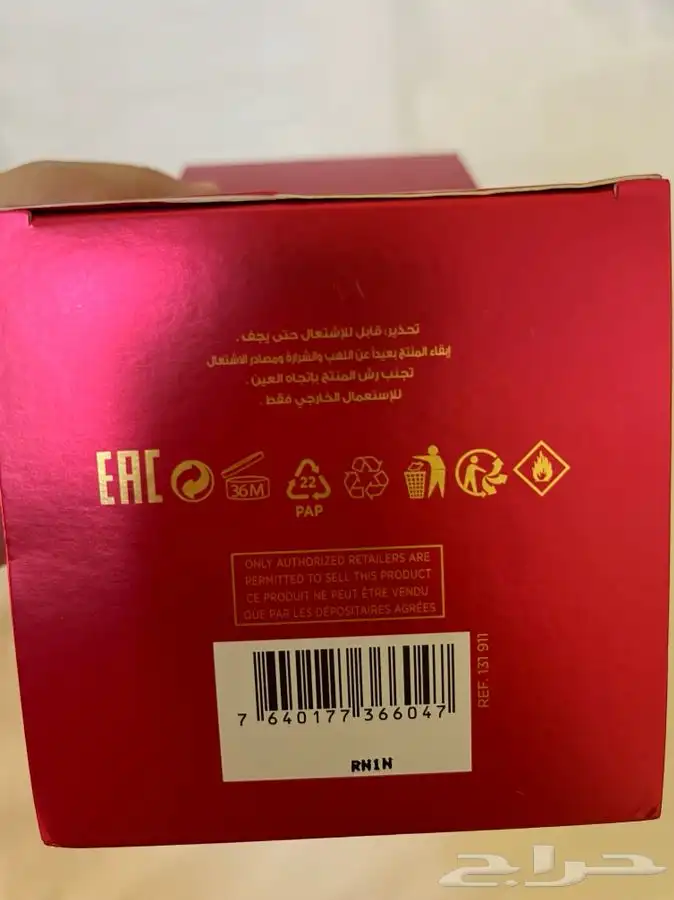 تحذير: قابل للإشتعال حتى يجف .
إبقاء المنتج بعيداً عن اللهب والشرارة ومصادر الاشتعال
تجنب رش المنتج بإتجاه العين .
للإستعمال الخارجي فقط .
EAC
36M
22
PAP
ONLY AUTHORIZED RETAILERS ARE
PERMITTED TO SELL THIS PRODUCT
CE PRODUIT NE PEUT ÊTRE VENDU
QUE PAR LES DÉPOSITAIRES AGRÉES
REF. 131 911
7 640177 366047
RN1N
حراج